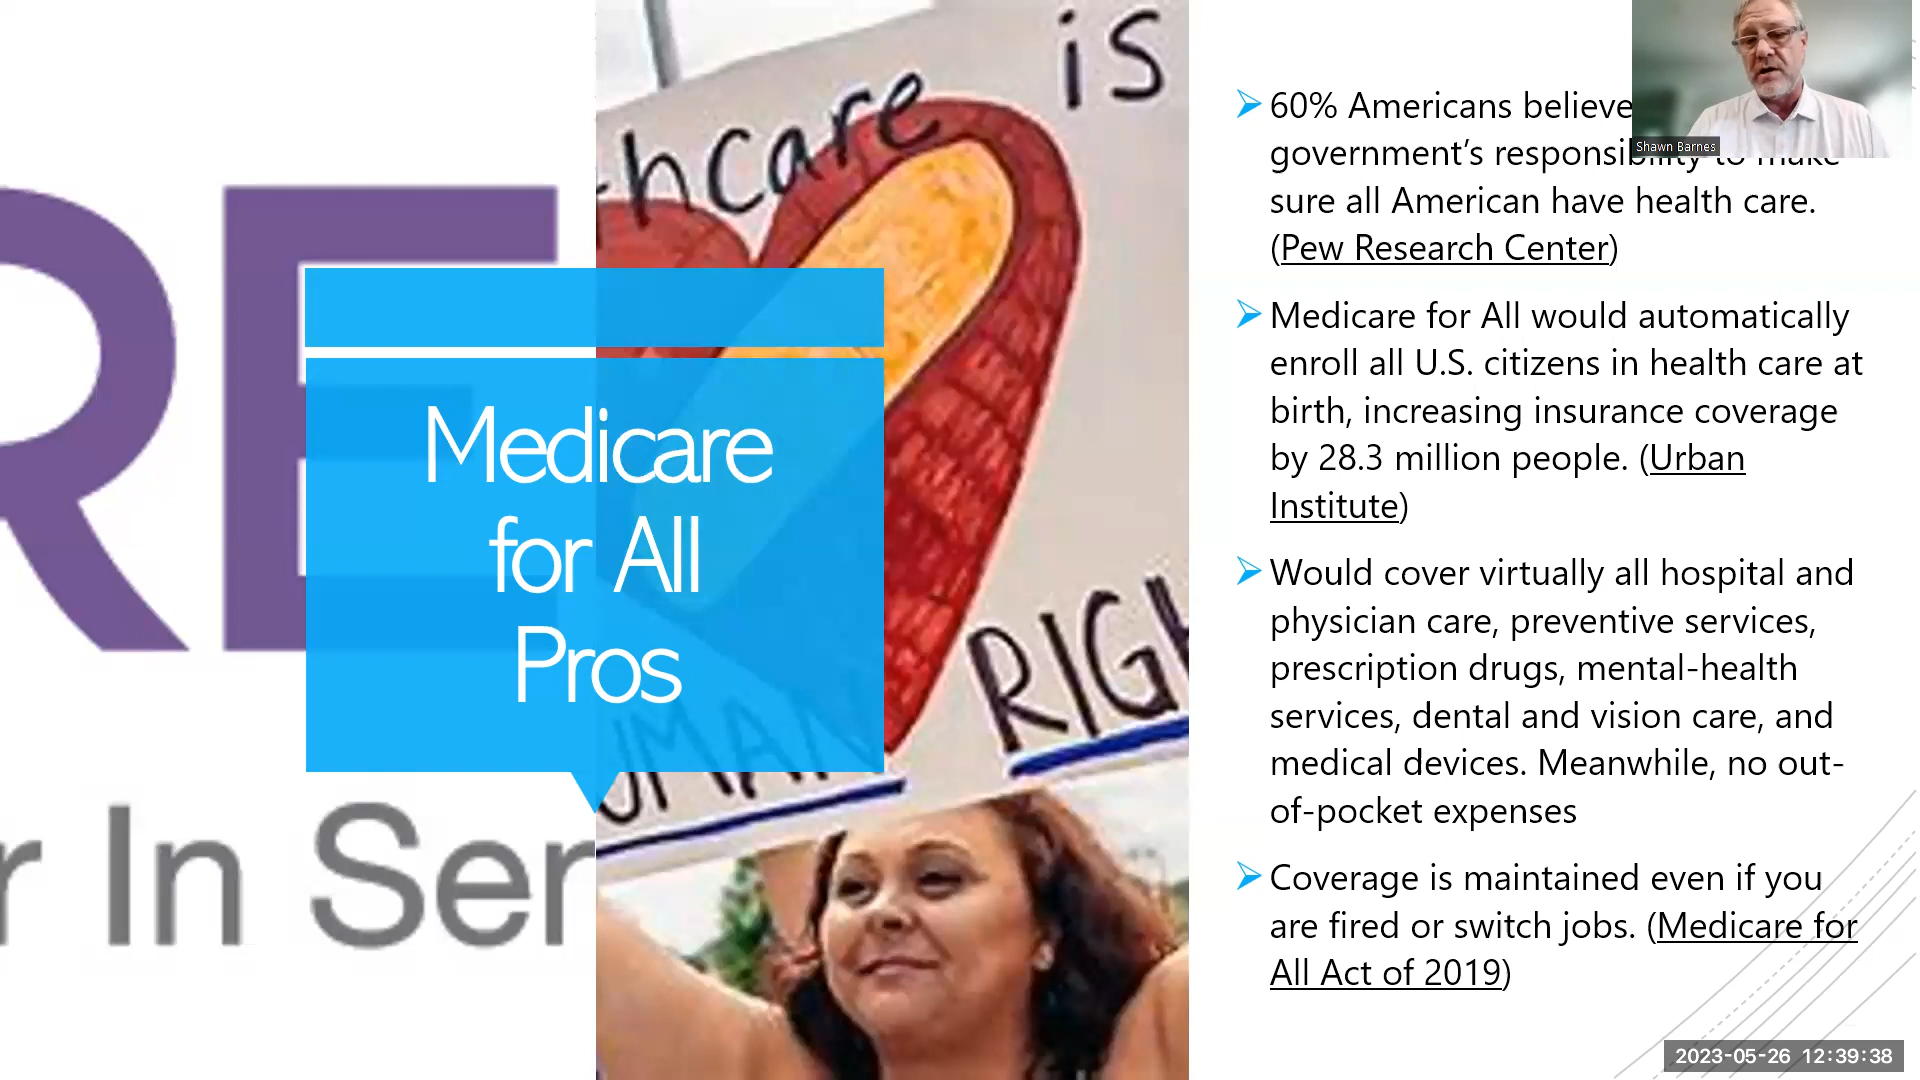 RE
r In Ser
hcare is
UMAN RIGH
Medicare
for All
Pros
60% Americans believe
government’s responsibility to make
sure all American have health care.
(Pew Research Center)
Medicare for All would automatically
enroll all U.S. citizens in health care at
birth, increasing insurance coverage
by 28.3 million people. (Urban
Institute)
Would cover virtually all hospital and
physician care, preventive services,
prescription drugs, mental-health
services, dental and vision care, and
medical devices. Meanwhile, no out-
of-pocket expenses
Coverage is maintained even if you
are fired or switch jobs. (Medicare for
All Act of 2019)
Shawn Barnes
2023-05-26 12:39:38